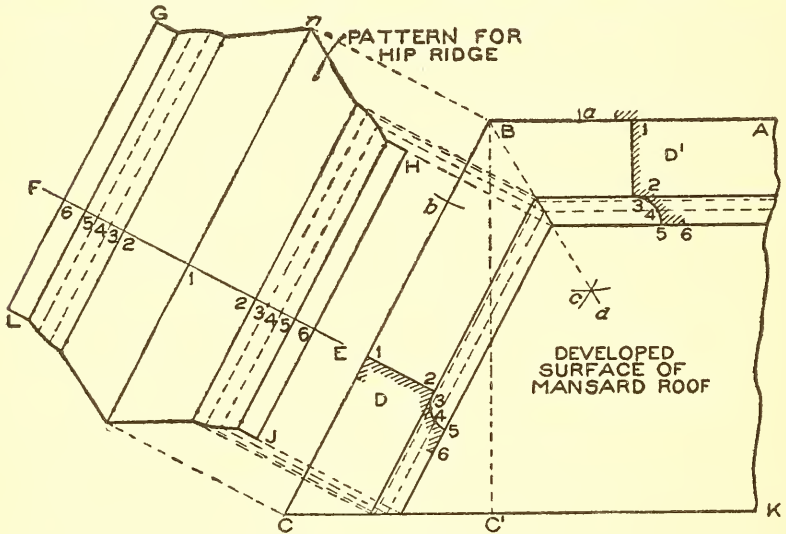 G
n
PATTERN FOR
HIP RIDGE
a
B
1
A
D'
H
2
F
b
3
4
6
5
4
3
2
5
6
1
c
d
L
2
3
4
5
6
E
1
DEVELOPED
SURFACE OF
MANSARD ROOF
2
D
3
4
5
J
6
C
C'
K